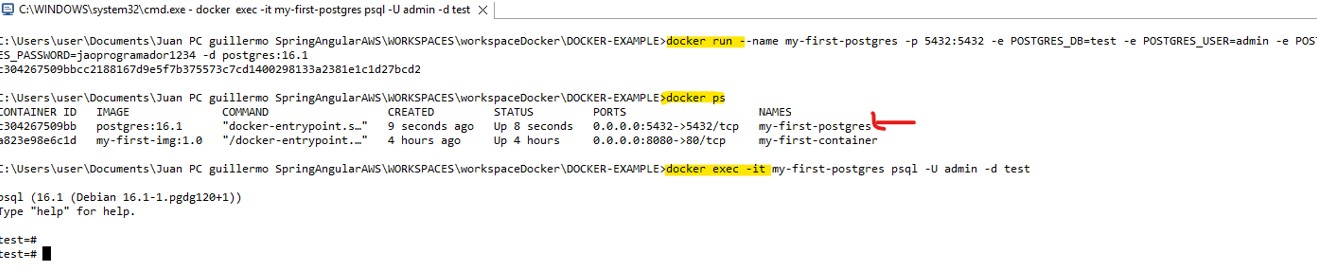 C:\WINDOWS\system32\cmd.exe - docker exec -it my-first-postgres psql -U admin -d test
C:\Users\user\Documents\Juan PC guillermo SpringAngularAWS\WORKSPACES\workspaceDocker\DOCKER-EXAMPLE>docker run --name my-first-postgres -p 5432:5432 -e POSTGRES_DB=test -e POSTGRES_USER=admin -e POST
ES_PASSWORD=jaoprogramador1234 -d postgres:16.1
c304267509bbcc2188167d9e5f7b375573c7cd1400298133a2381e1c1d27bcd2
C:\Users\user\Documents\Juan PC guillermo SpringAngularAWS\WORKSPACES\workspaceDocker\DOCKER-EXAMPLE>docker ps
CONTAINER ID IMAGE COMMAND CREATED STATUS PORTS NAMES
c304267509bb postgres:16.1 "docker-entrypoint.s…" 9 seconds ago Up 8 seconds 0.0.0.0:5432->5432/tcp my-first-postgres
a823e98e6c1d my-first-img:1.0 "/docker-entrypoint.…" 4 hours ago Up 4 hours 0.0.0.0:8080->80/tcp my-first-container
C:\Users\user\Documents\Juan PC guillermo SpringAngularAWS\WORKSPACES\workspaceDocker\DOCKER-EXAMPLE>docker exec -it my-first-postgres psql -U admin -d test
psql (16.1 (Debian 16.1-1.pgdg120+1))
Type "help" for help.
test=#
test=#